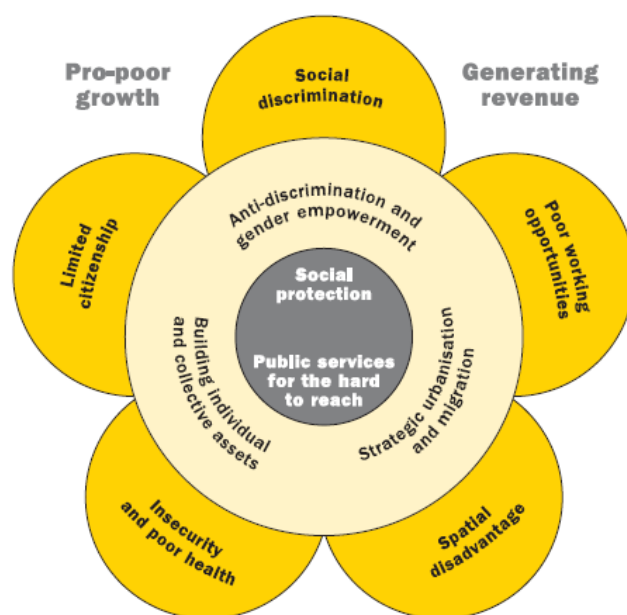 Pro-poor
growth
Social
discrimination
Generating
revenue
Limited
citizenship
Anti-discrimination and
gender empowerment
Poor working
opportunities
Social
protection
Public services
for the hard
to reach
Building individual
and collective assets
Strategic urbanisation
and migration
Insecurity
and poor health
Spatial
disadvantage